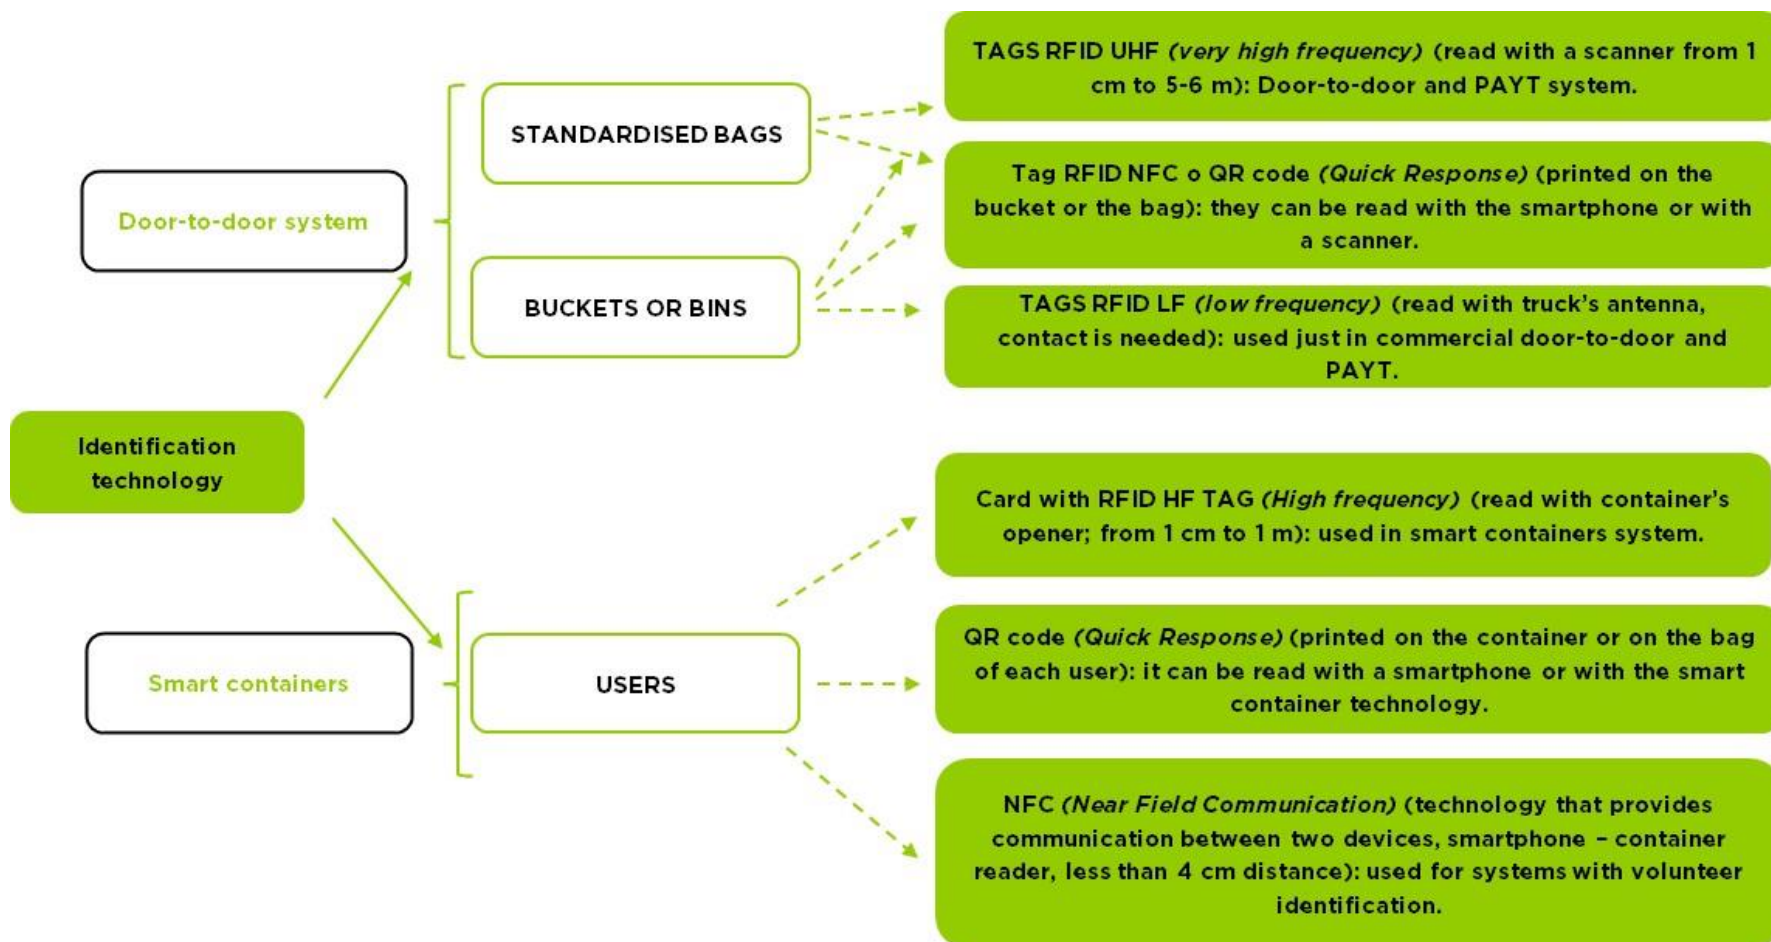 TAGS RFID UHF (very high frequency) (read with a scanner from 1
cm to 5-6 m): Door-to-door and PAYT system.
STANDARDISED BAGS
Tag RFID NFC o QR code (Quick Response) (printed on the
bucket or the bag): they can be read with the smartphone or with
a scanner.
Door-to-door system
BUCKETS OR BINS
TAGS RFID LF (low frequency) (read with truck’s antenna,
contact is needed): used just in commercial door-to-door and
PAYT.
Identification
technology
Card with RFID HF TAG (High frequency) (read with container’s
opener; from 1 cm to 1 m): used in smart containers system.
Smart containers
USERS
QR code (Quick Response) (printed on the container or on the bag
of each user): it can be read with a smartphone or with the smart
container technology.
NFC (Near Field Communication) (technology that provides
communication between two devices, smartphone – container
reader, less than 4 cm distance): used for systems with volunteer
identification.